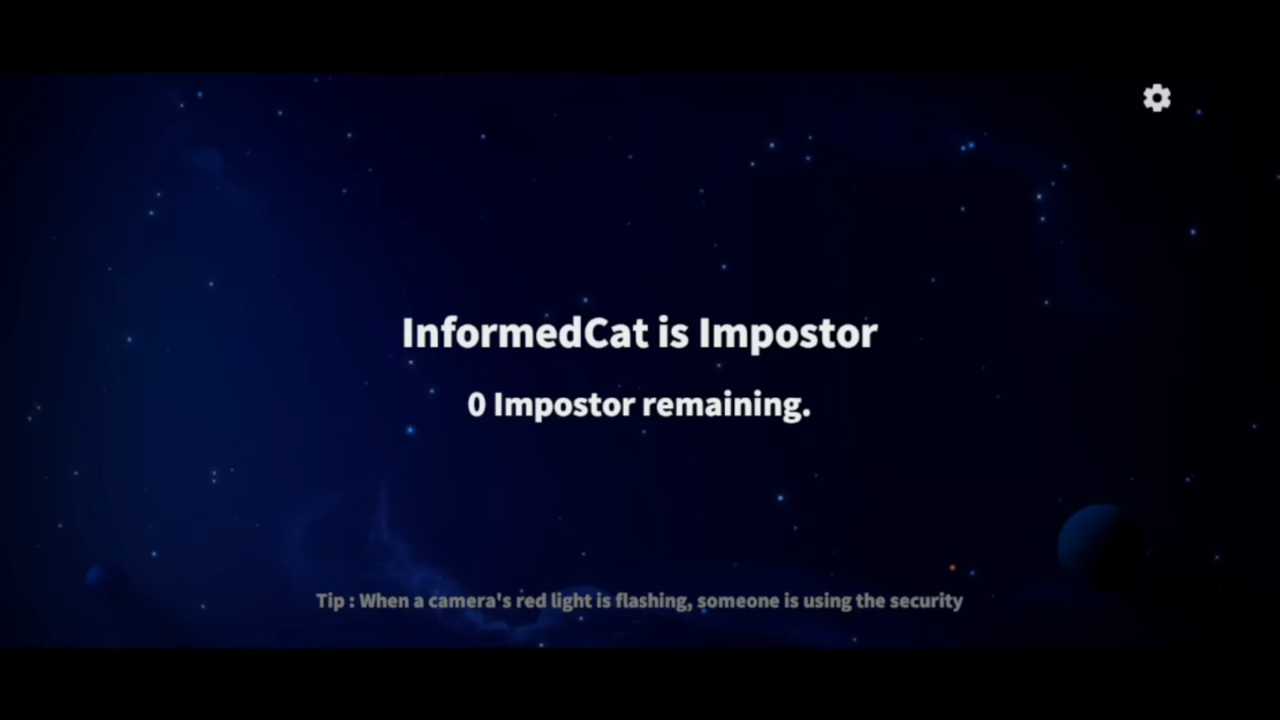 InformedCat is Impostor
0 Impostor remaining.
Tip : When a camera's red light is flashing, someone is using the security